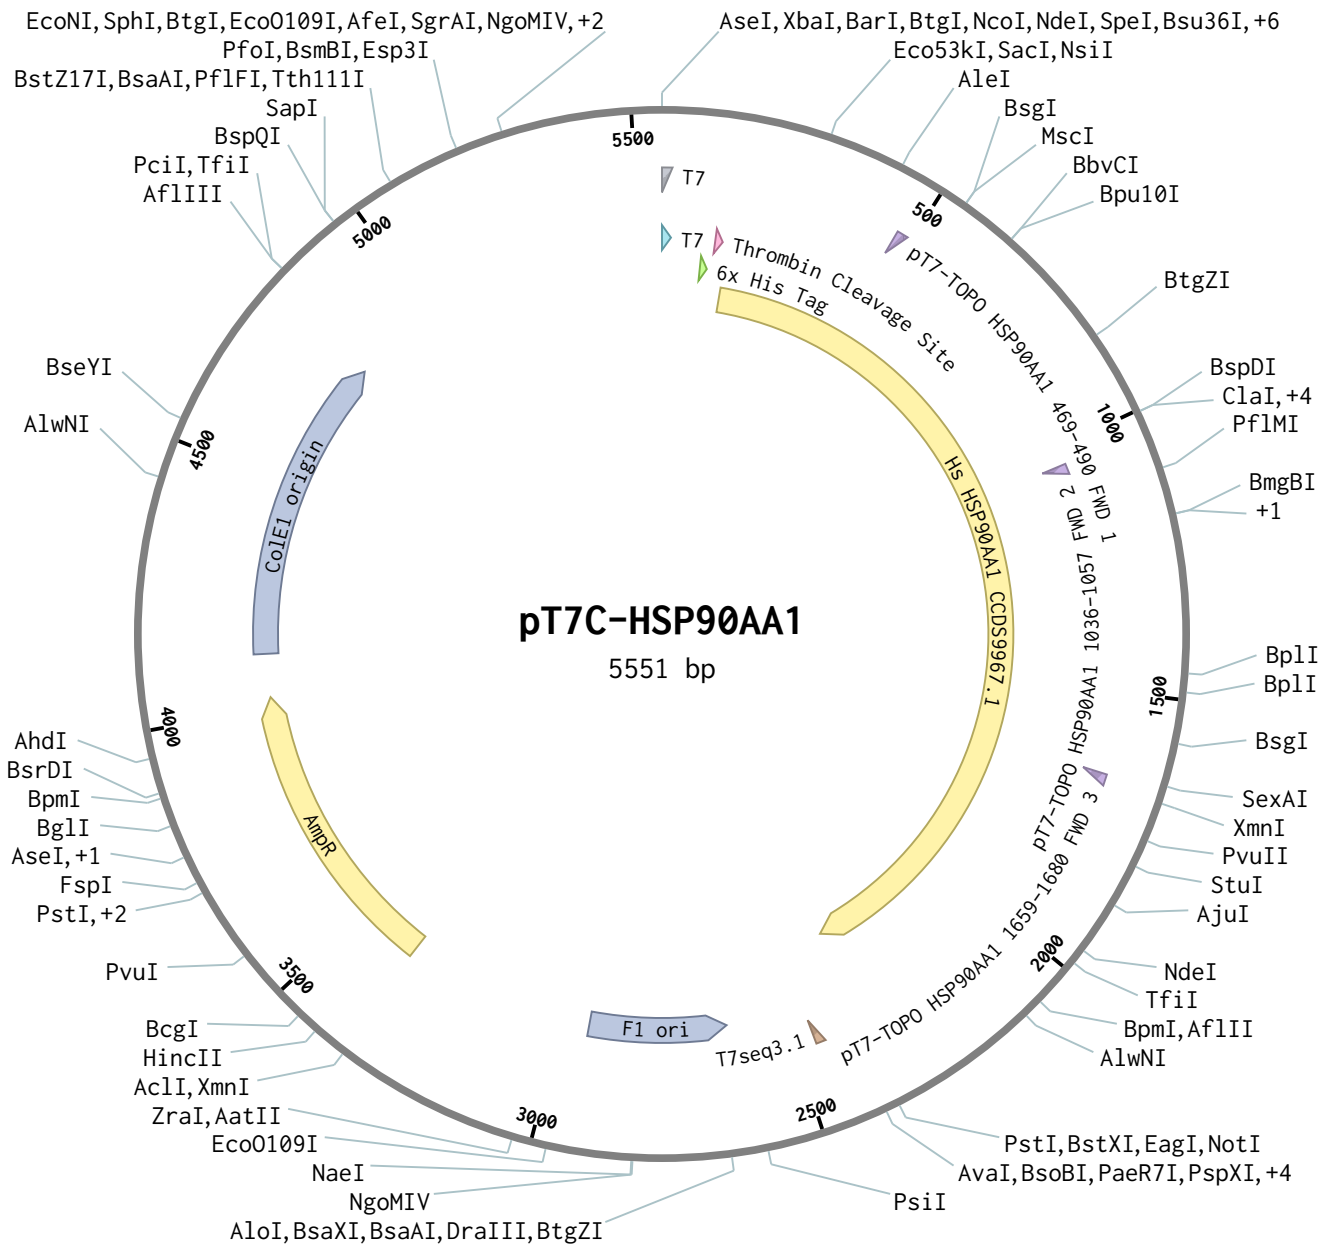 EcoNI,SphI,BtgI,EcoO109I,AfeI,SgrAI,NgoMIV,+2
PfoI,BsmBI,Esp3I
BstZ17I,BsaAI,PflFI,Tth111I
SapI
BspQI
PciI,TfiI
AflIII
BseYI
AlwNI
AseI,XbaI,BarI,BtgI,NcoI,NdeI,SpeI,Bsu36I,+6
Eco53kI,SacI,NsiI
AleI
BsgI
MscI
BbvCI
Bpu10I
BtgZI
BspDI
ClaI,+4
PflMI
BmgBI
+1
BplI
BplI
BsgI
SexAI
XmnI
PvuII
StuI
AjuI
NdeI
TfiI
BpmI,AflII
AlwNI
PstI,BstXI,EagI,NotI
AvaI,BsoBI,PaeR7I,PspXI,+4
PsiI
AhdI
BsrDI
BpmI
BglI
AseI,+1
FspI
PstI,+2
PvuI
BcgI
HincII
AclI,XmnI
ZraI,AatII
EcoO109I
NaeI
NgoMIV
AloI,BsaXI,BsaAI,DraIII,BtgZI
5500
500
1000
1500
2000
2500
3000
3500
4000
4500
5000
T7
T7
Thrombin Cleavage Site
6x His Tag
pT7-TOPO HSP90AA1 469-490 FWD 1
pT7-TOPO HSP90AA1 1036-1057 FWD 2
pT7-TOPO HSP90AA1 1659-1680 FWD 3
Hs HSP90AA1 CCDS9967.1
T7seq3.1
F1 ori
AmpR
ColE1 origin
pT7C-HSP90AA1
5551 bp